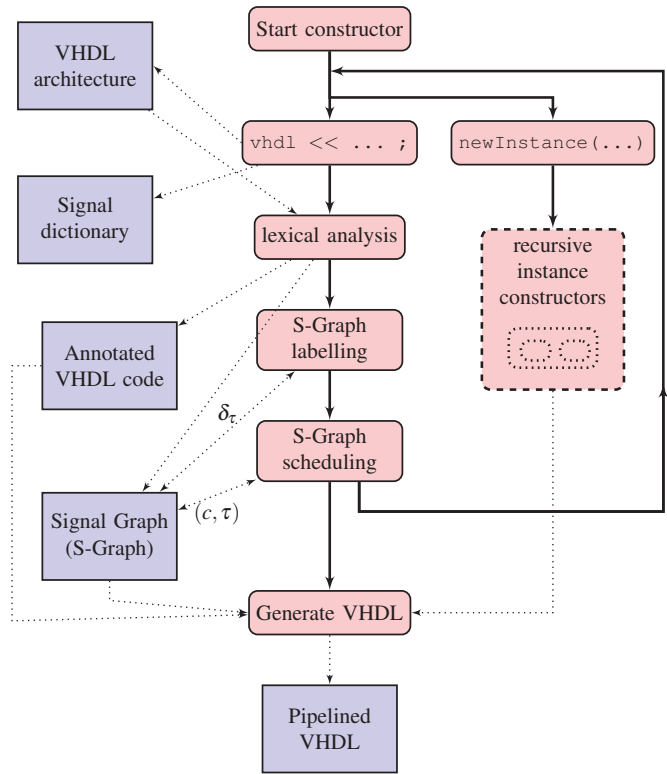 Start constructor
VHDL
architecture
vhdl << ... ;
newInstance(...)
Signal
dictionary
lexical analysis
recursive
instance
constructors
S-Graph
labelling
Annotated
VHDL code
δτ
S-Graph
scheduling
(c, τ)
Signal Graph
(S-Graph)
Generate VHDL
Pipelined
VHDL